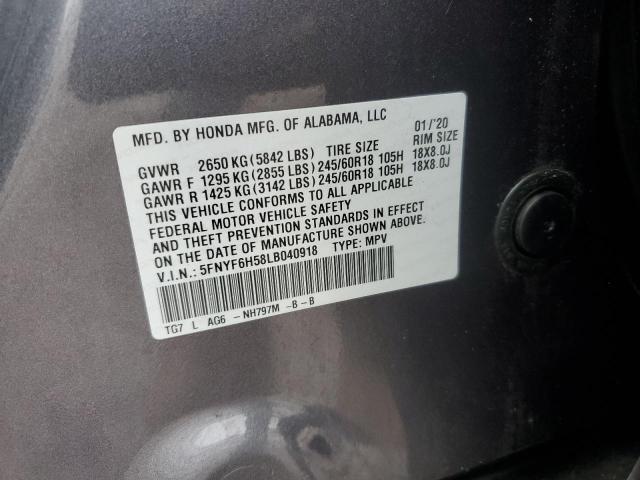 MFD. BY HONDA MFG. OF ALABAMA, LLC 01/'20
GVWR 2650 KG (5842 LBS) TIRE SIZE RIM SIZE
GAWR F 1295 KG (2855 LBS) 245/60R18 105H 18X8.0J
GAWR R 1425 KG (3142 LBS) 245/60R18 105H 18X8.0J
THIS VEHICLE CONFORMS TO ALL APPLICABLE
FEDERAL MOTOR VEHICLE SAFETY
AND THEFT PREVENTION STANDARDS IN EFFECT
ON THE DATE OF MANUFACTURE SHOWN ABOVE.
V.I.N.: 5FNYF6H58LB040918 TYPE: MPV
TG7 L AG6 -NH797M -B-B